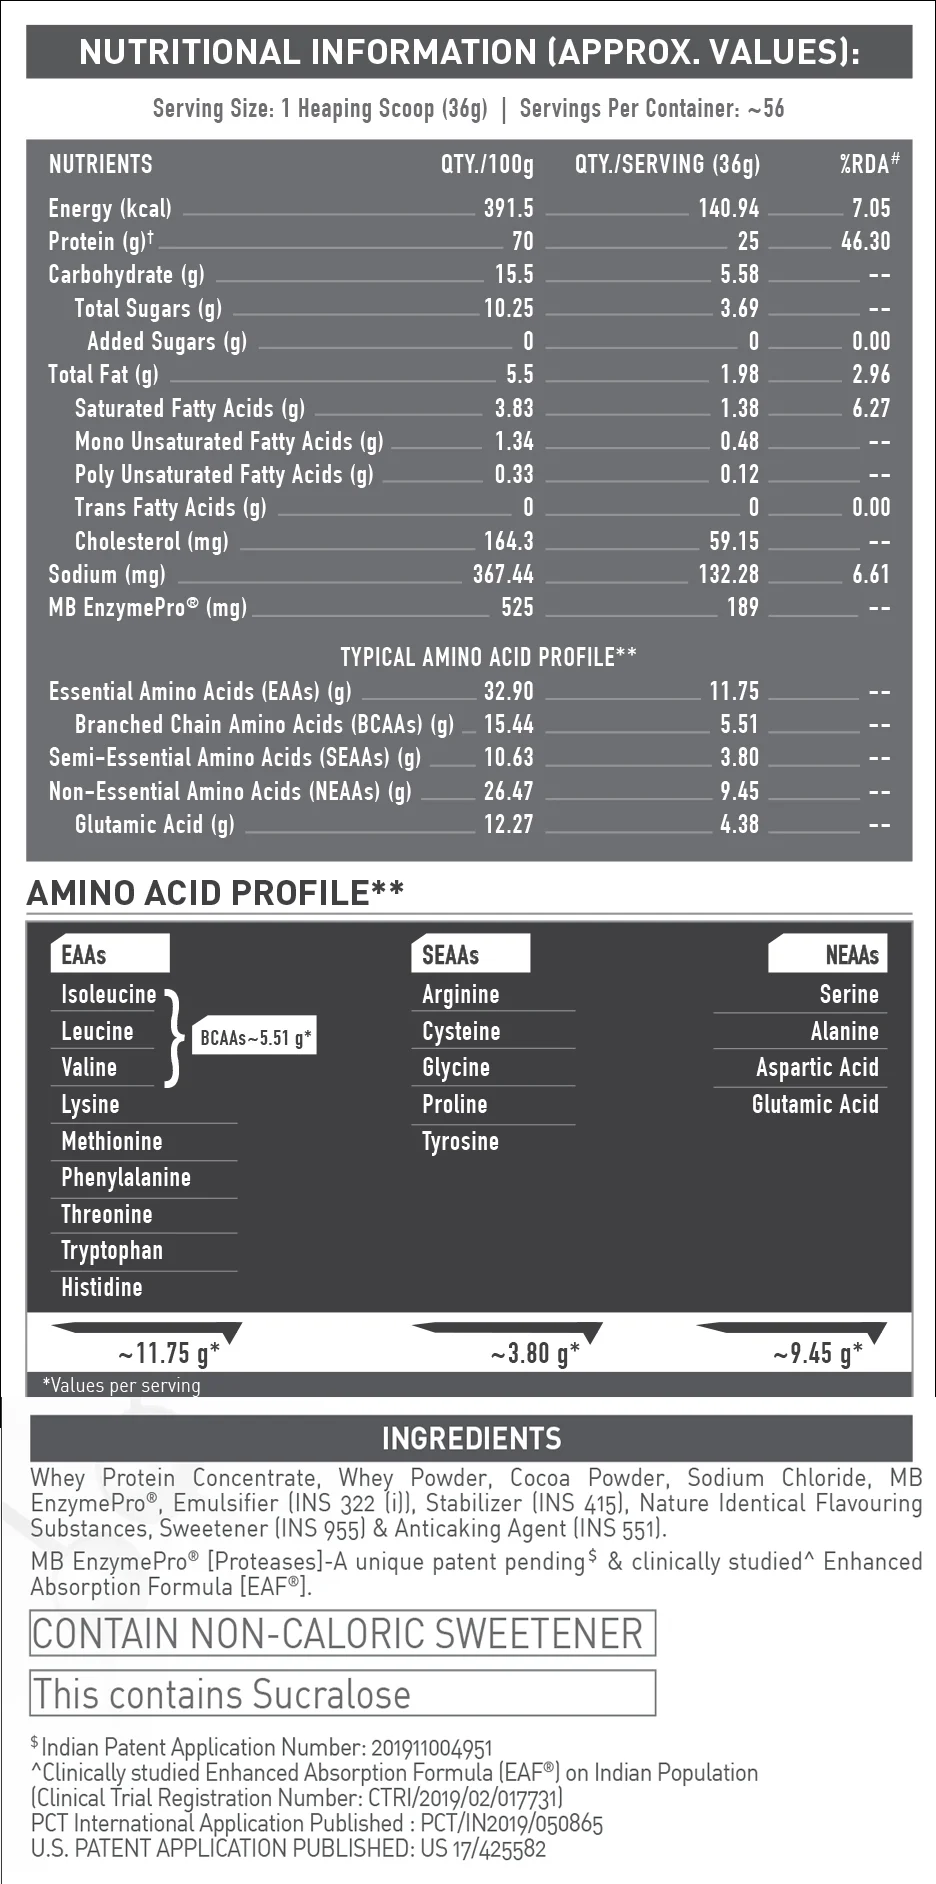 NUTRITIONAL INFORMATION (APPROX. VALUES):
Serving Size: 1 Heaping Scoop (36g) | Servings Per Container: ~56
NUTRIENTS QTY./100g QTY./SERVING (36g) %RDA#
Energy (kcal) 391.5 140.94 7.05
Protein (g)† 70 25 46.30
Carbohydrate (g) 15.5 5.58 --
Total Sugars (g) 10.25 3.69 --
Added Sugars (g) 0 0 0.00
Total Fat (g) 5.5 1.98 2.96
Saturated Fatty Acids (g) 3.83 1.38 6.27
Mono Unsaturated Fatty Acids (g) 1.34 0.48 --
Poly Unsaturated Fatty Acids (g) 0.33 0.12 --
Trans Fatty Acids (g) 0 0 0.00
Cholesterol (mg) 164.3 59.15 --
Sodium (mg) 367.44 132.28 6.61
MB EnzymePro® (mg) 525 189 --
TYPICAL AMINO ACID PROFILE**
Essential Amino Acids (EAAs) (g) 32.90 11.75 --
Branched Chain Amino Acids (BCAAs) (g) 15.44 5.51 --
Semi-Essential Amino Acids (SEAAs) (g) 10.63 3.80 --
Non-Essential Amino Acids (NEAAs) (g) 26.47 9.45 --
Glutamic Acid (g) 12.27 4.38 --
AMINO ACID PROFILE**
EAAs SEAAs NEAAs
Isoleucine Arginine Serine
Leucine BCAAs~5.51 g* Cysteine Alanine
Valine Glycine Aspartic Acid
Lysine Proline Glutamic Acid
Methionine Tyrosine
Phenylalanine
Threonine
Tryptophan
Histidine
~11.75 g* ~3.80 g* ~9.45 g*
*Values per serving
INGREDIENTS
Whey Protein Concentrate, Whey Powder, Cocoa Powder, Sodium Chloride, MB
EnzymePro®, Emulsifier (INS 322 (i)), Stabilizer (INS 415), Nature Identical Flavouring
Substances, Sweetener (INS 955) & Anticaking Agent (INS 551).
MB EnzymePro® [Proteases]-A unique patent pending$ & clinically studied^ Enhanced
Absorption Formula [EAF®].
CONTAIN NON-CALORIC SWEETENER
This contains Sucralose
$Indian Patent Application Number: 201911004951
^Clinically studied Enhanced Absorption Formula (EAF®) on Indian Population
(Clinical Trial Registration Number: CTRI/2019/02/017731)
PCT International Application Published : PCT/IN2019/050865
U.S. PATENT APPLICATION PUBLISHED: US 17/425582